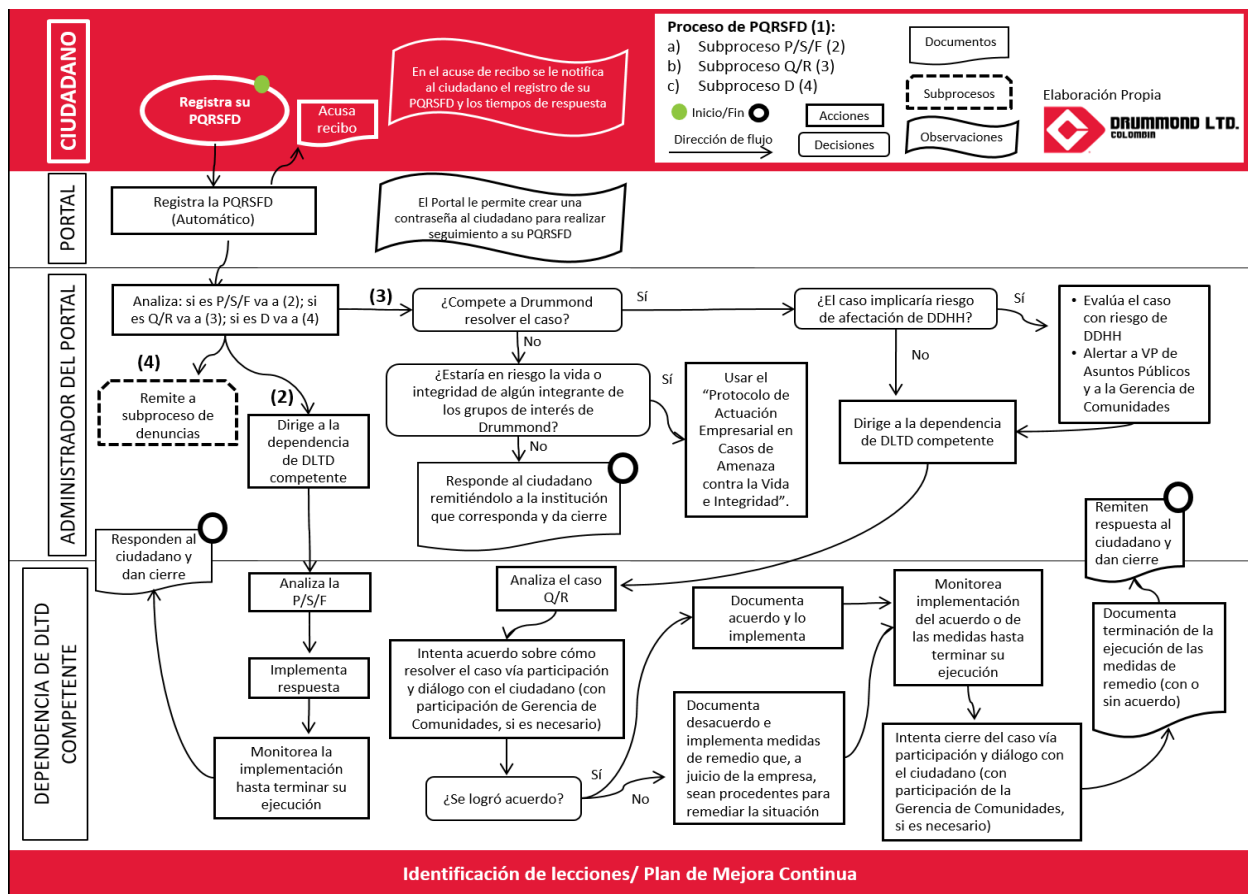 CIUDADANO
Registra su
PQRSFD
Acusa
recibo
En el acuse de recibo se le notifica
al ciudadano el registro de su
PQRSFD y los tiempos de respuesta
Proceso de PQRSFD (1):
a) Subproceso P/S/F (2)
b) Subproceso Q/R (3)
c) Subproceso D (4)
Inicio/Fin
Dirección de flujo
Acciones
Decisiones
Documentos
Subprocesos
Observaciones
Elaboración Propia
DRUMMOND LTD.
COLOMBIA
PORTAL
Registra la PQRSFD
(Automático)
El Portal le permite crear una
contraseña al ciudadano para realizar
seguimiento a su PQRSFD
ADMINISTRADOR DEL PORTAL
Analiza: si es P/S/F va a (2); si
es Q/R va a (3); si es D va a (4)
(3)
¿Compete a Drummond
resolver el caso?
Sí
¿El caso implicaría riesgo
de afectación de DDHH?
Sí
• Evalúa el caso
con riesgo de
DDHH
• Alertar a VP de
Asuntos Públicos
y a la Gerencia de
Comunidades
No
No
(4)
Remite a
subproceso de
denuncias
(2)
Dirige a la
dependencia
de DLTD
competente
¿Estaría en riesgo la vida o
integridad de algún integrante de
los grupos de interés de
Drummond?
Sí
No
Usar el
“Protocolo de
Actuación
Empresarial en
Casos de
Amenaza
contra la Vida
e Integridad”.
Dirige a la dependencia
de DLTD competente
Responde al ciudadano
remitiéndolo a la institución
que corresponda y da cierre
Responden al
ciudadano y
dan cierre
Remiten
respuesta al
ciudadano y
dan cierre
DEPENDENCIA DE DLTD
COMPETENTE
Analiza la
P/S/F
Implementa
respuesta
Monitorea la
implementación
hasta terminar su
ejecución
Analiza el caso
Q/R
Intenta acuerdo sobre cómo
resolver el caso vía participación
y diálogo con el ciudadano (con
participación de Gerencia de
Comunidades, si es necesario)
¿Se logró acuerdo?
Sí
No
Documenta
acuerdo y lo
implementa
Documenta
desacuerdo e
implementa medidas
de remedio que, a
juicio de la empresa,
sean procedentes para
remediar la situación
Monitorea
implementación
del acuerdo o de
las medidas hasta
terminar su
ejecución
Intenta cierre del caso vía
participación y diálogo con
el ciudadano (con
participación de la
Gerencia de Comunidades,
si es necesario)
Documenta
terminación de la
ejecución de las
medidas de
remedio (con o
sin acuerdo)
Identificación de lecciones/ Plan de Mejora Continua